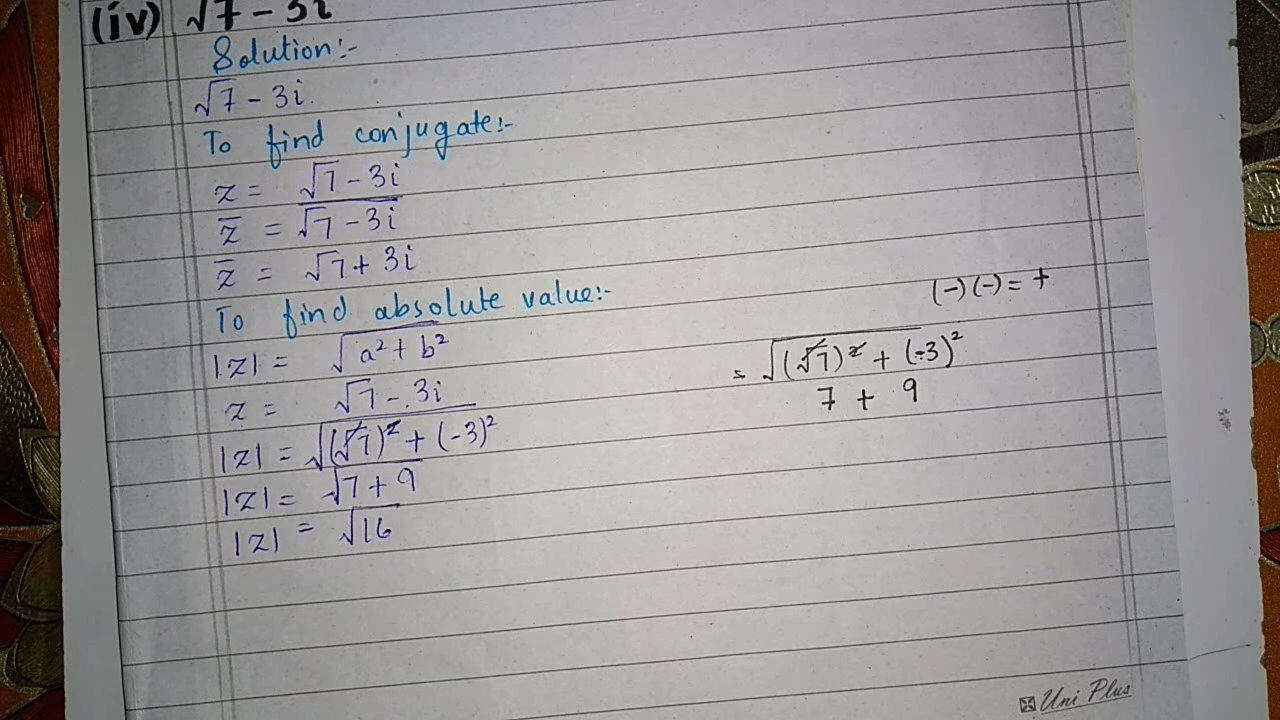 (iv) √7 - 3i
Solution:-
√7 - 3i
To find conjugate:-
z = √7 - 3i
z̅ = \overline{√7 - 3i}
z̅ = √7 + 3i
To find absolute value:-
(-)(-) = +
|z| = √(a² + b²)
= √((√7)² + (-3)²)
z = √7 - 3i
7 + 9
|z| = √((√7)² + (-3)²)
|z| = √(7 + 9)
|z| = √16
Uni Plus